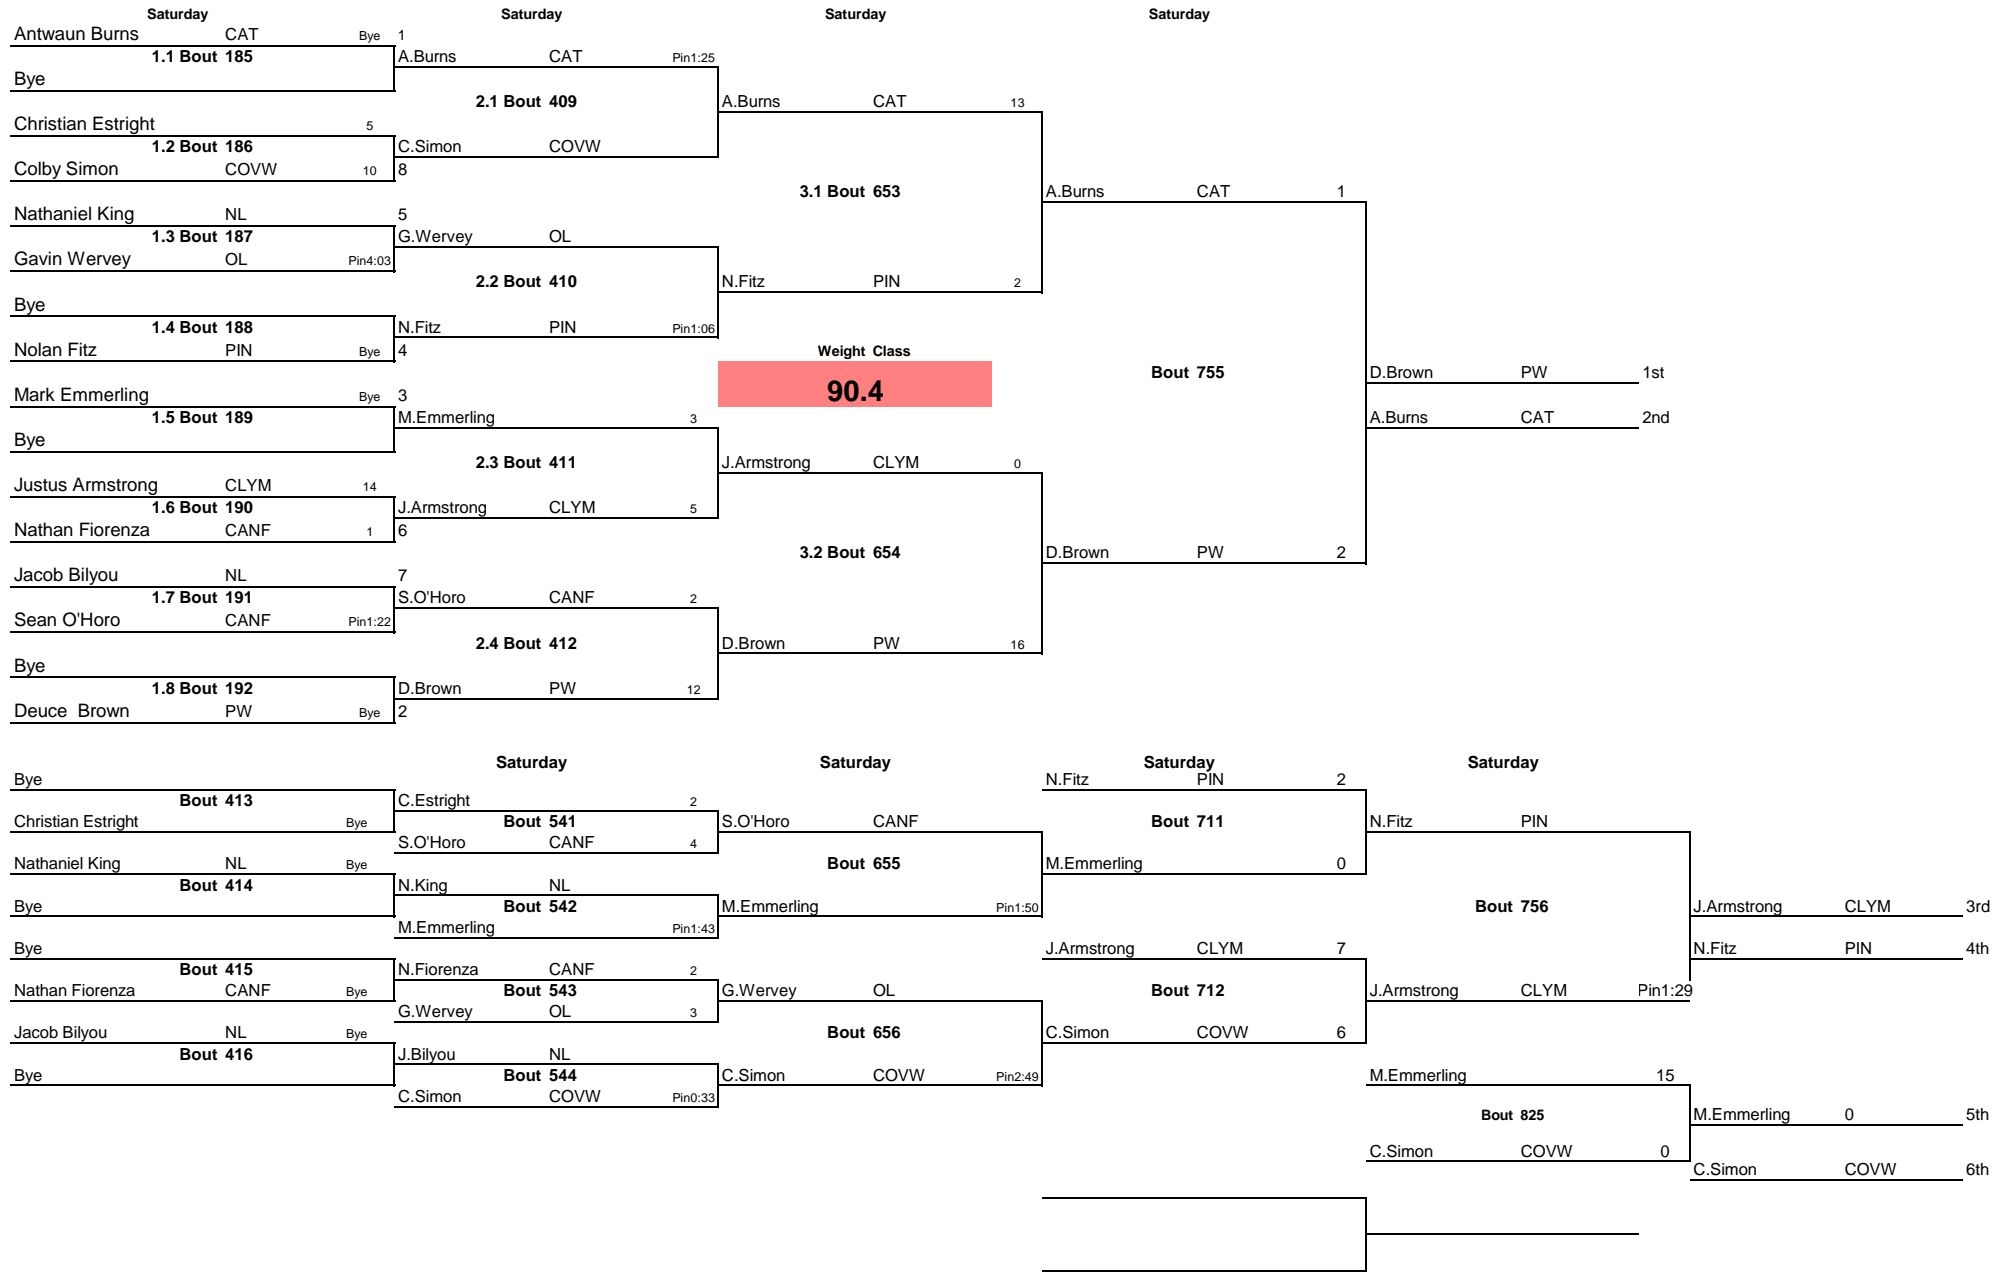 Saturday Saturday Saturday Saturday
Antwaun Burns CAT Bye 1
1.1 Bout 185 A.Burns CAT Pin1:25
Bye
2.1 Bout 409 A.Burns CAT 13
Christian Estright 5
1.2 Bout 186 C.Simon COVW
Colby Simon COVW 10 8
3.1 Bout 653 A.Burns CAT 1
Nathaniel King NL 5
1.3 Bout 187 G.Wervey OL
Gavin Wervey OL Pin4:03
2.2 Bout 410 N.Fitz PIN 2
Bye
1.4 Bout 188 N.Fitz PIN Pin1:06
Nolan Fitz PIN Bye 4 Weight Class
Bout 755 D.Brown PW 1st
Mark Emmerling Bye 3 90.4
1.5 Bout 189 M.Emmerling 3 A.Burns CAT 2nd
Bye
2.3 Bout 411 J.Armstrong CLYM 0
Justus Armstrong CLYM 14
1.6 Bout 190 J.Armstrong CLYM 5
Nathan Fiorenza CANF 1 6
3.2 Bout 654 D.Brown PW 2
Jacob Bilyou NL 7
1.7 Bout 191 S.O'Horo CANF 2
Sean O'Horo CANF Pin1:22
2.4 Bout 412 D.Brown PW 16
Bye
1.8 Bout 192 D.Brown PW 12
Deuce Brown PW Bye 2
Saturday Saturday Saturday Saturday
Bye N.Fitz PIN 2
Bout 413 C.Estright 2
Christian Estright Bye Bout 541 S.O'Horo CANF Bout 711 N.Fitz PIN
S.O'Horo CANF 4
Nathaniel King NL Bye Bout 655 M.Emmerling 0
Bout 414 N.King NL
Bye Bout 542 M.Emmerling Pin1:50 Bout 756 J.Armstrong CLYM 3rd
M.Emmerling Pin1:43
Bye J.Armstrong CLYM 7 N.Fitz PIN 4th
Bout 415 N.Fiorenza CANF 2
Nathan Fiorenza CANF Bye Bout 543 G.Wervey OL Bout 712 J.Armstrong CLYM Pin1:29
G.Wervey OL 3
Jacob Bilyou NL Bye Bout 656 C.Simon COVW 6
Bout 416 J.Bilyou NL
Bye Bout 544 C.Simon COVW Pin2:49 M.Emmerling 15
C.Simon COVW Pin0:33
Bout 825 M.Emmerling 0 5th
C.Simon COVW 0
C.Simon COVW 6th